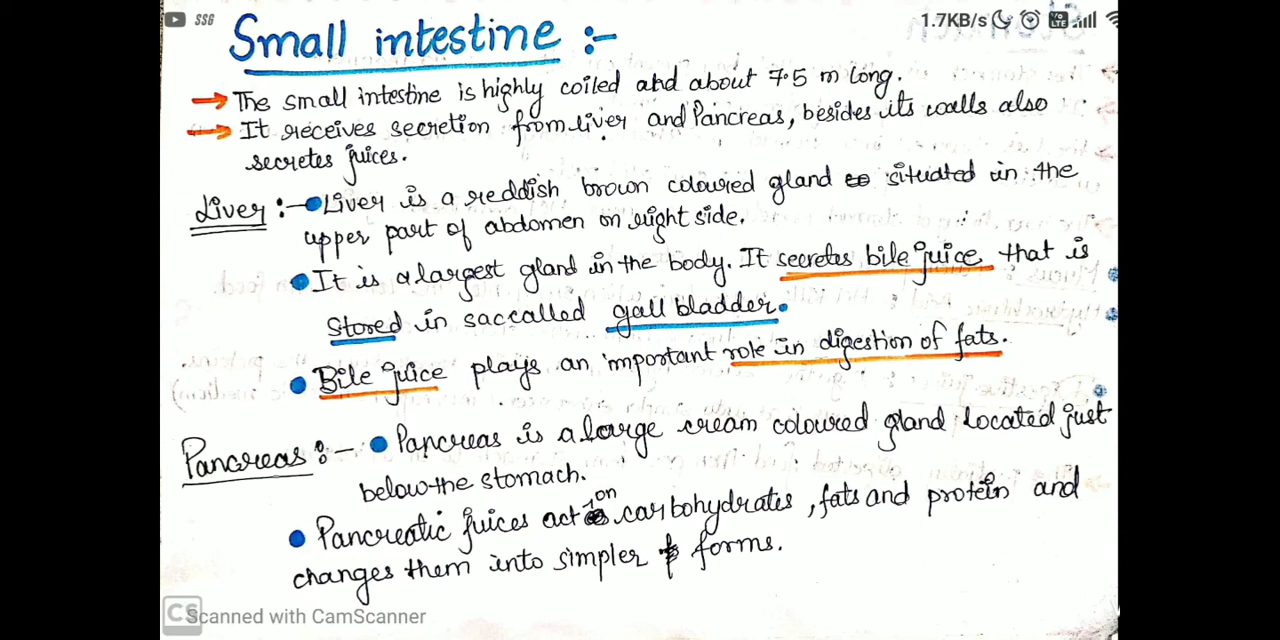 SSG
1.7KB/s
Small intestine :-
→ The small intestine is highly coiled and about 7.5 m long.
→ It receives secretion from liver and Pancreas, besides its walls also
secretes juices.
Liver :- • Liver is a reddish brown coloured gland situated in the
upper part of abdomen on right side.
• It is a largest gland in the body. It secretes bile juice that is
stored in sac called gall bladder.
• Bile juice plays an important role in digestion of fats.
Pancreas :- • Pancreas is a large cream coloured gland located just
below the stomach.
• Pancreatic juices act on carbohydrates, fats and protein and
changes them into simpler forms.
CS Scanned with CamScanner